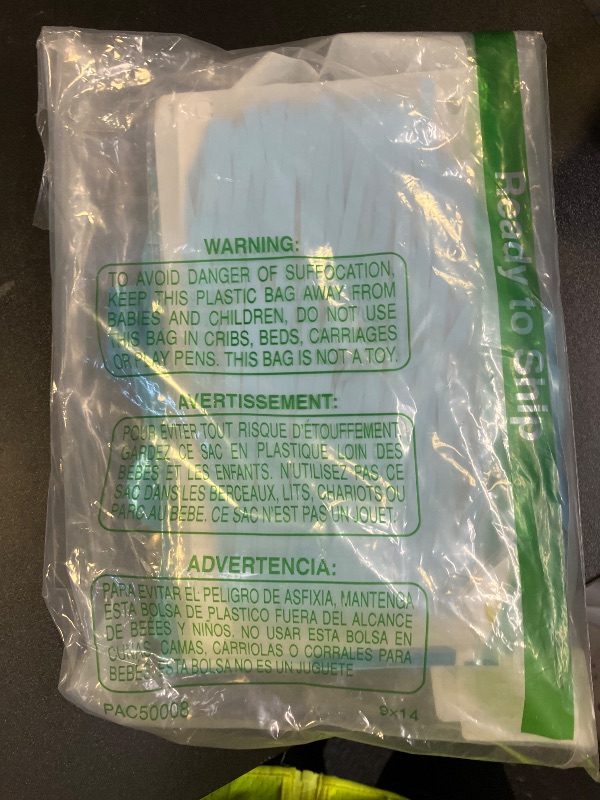 WARNING:
TO AVOID DANGER OF SUFFOCATION,
KEEP THIS PLASTIC BAG AWAY FROM
BABIES AND CHILDREN, DO NOT USE
THIS BAG IN CRIBS, BEDS, CARRIAGES
OR PLAY PENS. THIS BAG IS NOT A TOY.
AVERTISSEMENT:
POUR EVITER TOUT RISQUE D'ÉTOUFFEMENT,
GARDEZ CE SAC EN PLASTIQUE LOIN DES
BEBES ET LES ENFANTS. N'UTILISEZ PAS CE
SAC DANS LES BERCEAUX, LITS, CHARIOTS OU
PARC AU BEBE. CE SAC N'EST PAS UN JOUET.
ADVERTENCIA:
PARA EVITAR EL PELIGRO DE ASFIXIA, MANTENGA
ESTA BOLSA DE PLASTICO FUERA DEL ALCANCE
DE BEBES Y NIÑOS. NO USAR ESTA BOLSA EN
CUNAS, CAMAS, CARRIOLAS O CORRALES PARA
BEBES. ESTA BOLSA NO ES UN JUGUETE
PAC50008
9x14
Ready to Ship